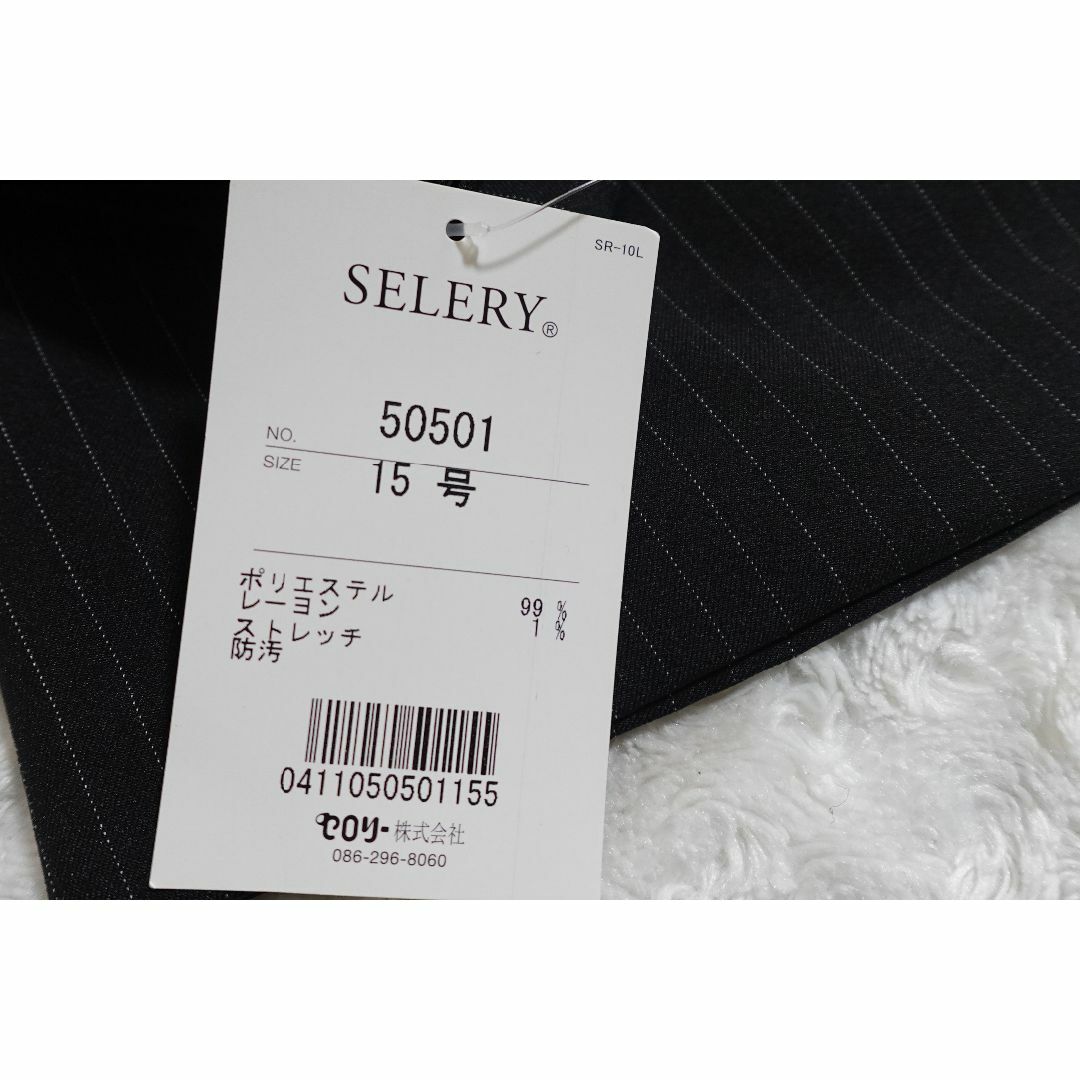 SR-10L
SELERY®
NO. 50501
SIZE 15 号
ポリエステル 99 %
レーヨン 1 %
ストレッチ
防汚
0411050501155
セロリー株式会社
086-296-8060